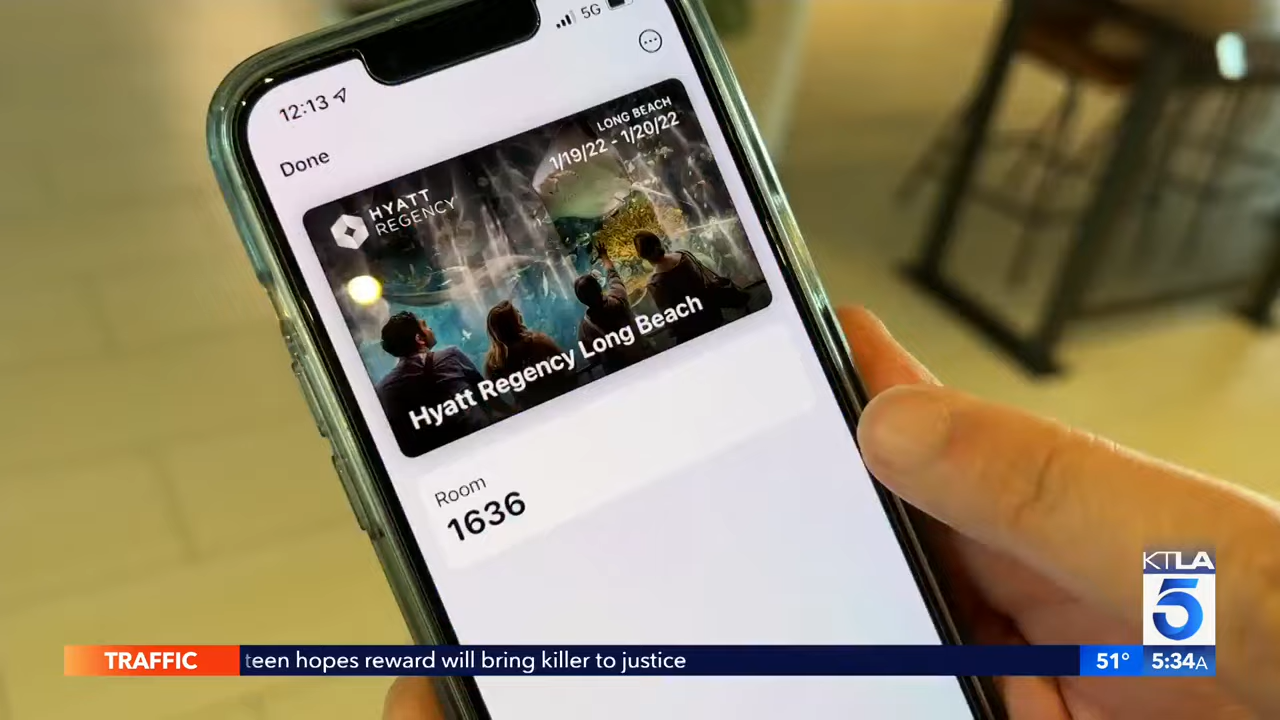 5G
12:13
Done
LONG BEACH
1/19/22 - 1/20/22
HYATT
REGENCY
Hyatt Regency Long Beach
Room
1636
KTLA
5
TRAFFIC
teen hopes reward will bring killer to justice
51°
5:34A